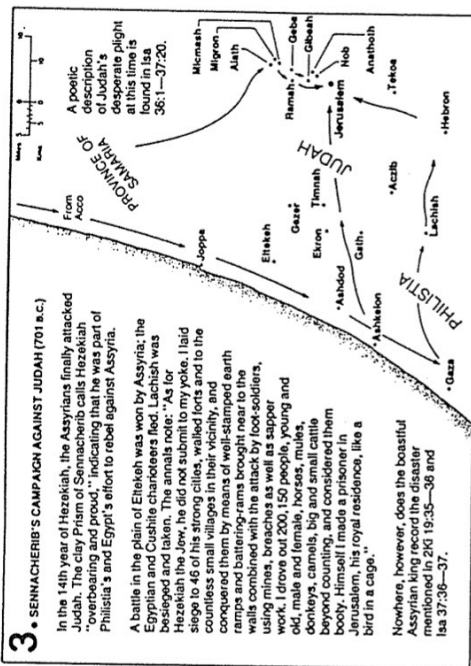 3. SENNACHERIB'S CAMPAIGN AGAINST JUDAH (701 B.C.)
In the 14th year of Hezekiah, the Assyrians finally attacked
Judah. The clay Prism of Sennacherib calls Hezekiah
"overbearing and proud," indicating that he was part of
Philistia's and Egypt's effort to rebel against Assyria.
A battle in the plain of Eltekeh was won by Assyria; the
Egyptian and Cushite charioteers fled. Lachish was
besieged and taken. The annals note: "As for
Hezekiah the Jew, he did not submit to my yoke. I laid
siege to 46 of his strong cities, walled forts and to the
countless small villages in their vicinity, and
conquered them by means of well-stamped earth
ramps and battering-rams brought near to the
walls combined with the attack by foot-soldiers,
using mines, breaches as well as sapper
work. I drove out 200,150 people, young and
old, male and female, horses, mules,
donkeys, camels, big and small cattle
beyond counting, and considered them
booty. Himself I made a prisoner in
Jerusalem, his royal residence, like a
bird in a cage."
Nowhere, however, does the boastful
Assyrian king record the disaster
mentioned in 2Ki 19:35—36 and
Isa 37:36—37.
From
Acco
PROVINCE OF
SAMARIA
A poetic
description
of Judah's
desperate plight
at this time is
found in Isa
36:1—37:20.
Joppa
Eltekeh
Gezer
Ekron
Timnah
Ashdod
Gath
Ashkelon
Gaza
PHILISTIA
Lachish
Aczib
Hebron
Tekoa
JUDAH
Jerusalem
Ramah
Micmash
Migron
Aiath
Geba
Gibeah
Nob
Anathoth